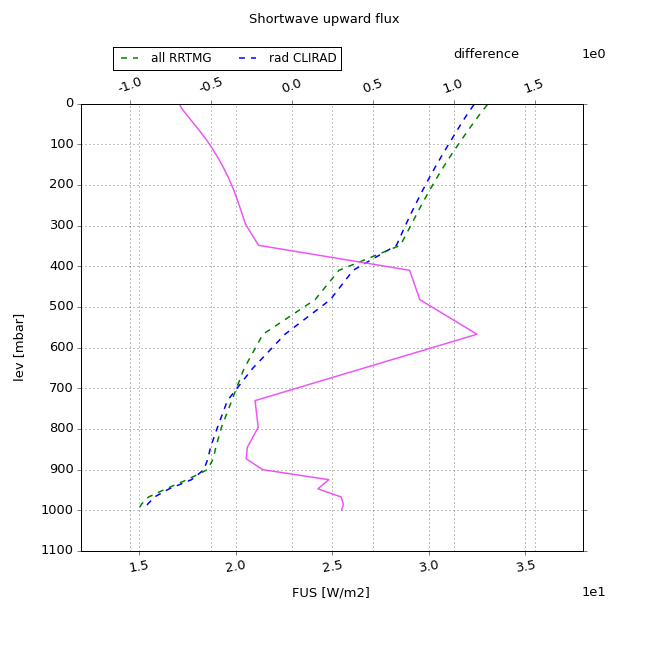 Shortwave upward flux
all RRTMG rad CLIRAD difference 1e0
-1.0 -0.5 0.0 0.5 1.0 1.5
0
100
200
300
400
500
600
700
800
900
1000
1100
lev [mbar]
1.5 2.0 2.5 3.0 3.5
FUS [W/m2] 1e1